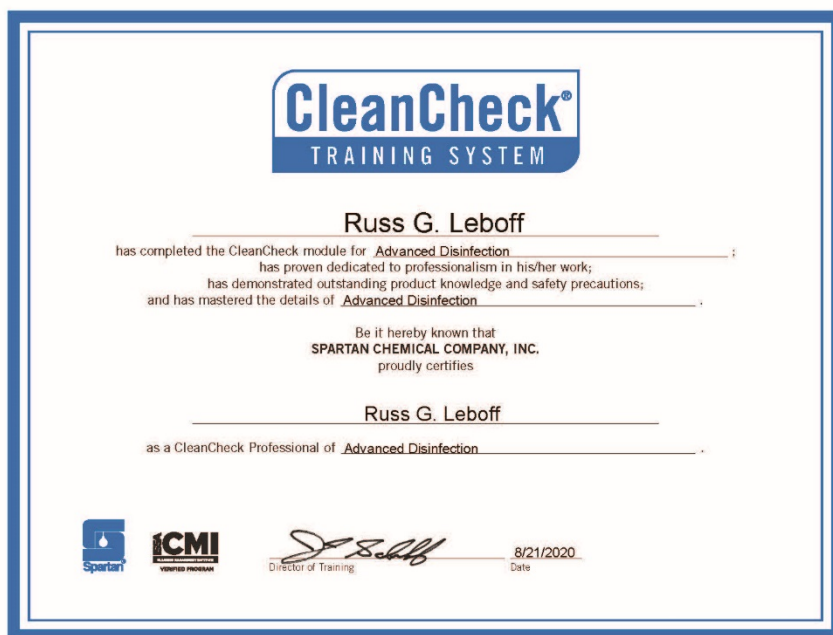 CleanCheck®
TRAINING SYSTEM
Russ G. Leboff
has completed the CleanCheck module for Advanced Disinfection ;
has proven dedicated to professionalism in his/her work;
has demonstrated outstanding product knowledge and safety precautions;
and has mastered the details of Advanced Disinfection .
Be it hereby known that
SPARTAN CHEMICAL COMPANY, INC.
proudly certifies
Russ G. Leboff
as a CleanCheck Professional of Advanced Disinfection .
Spartan®
ISSA CMI
VERIFIED PROGRAM
8/21/2020
Director of Training
Date